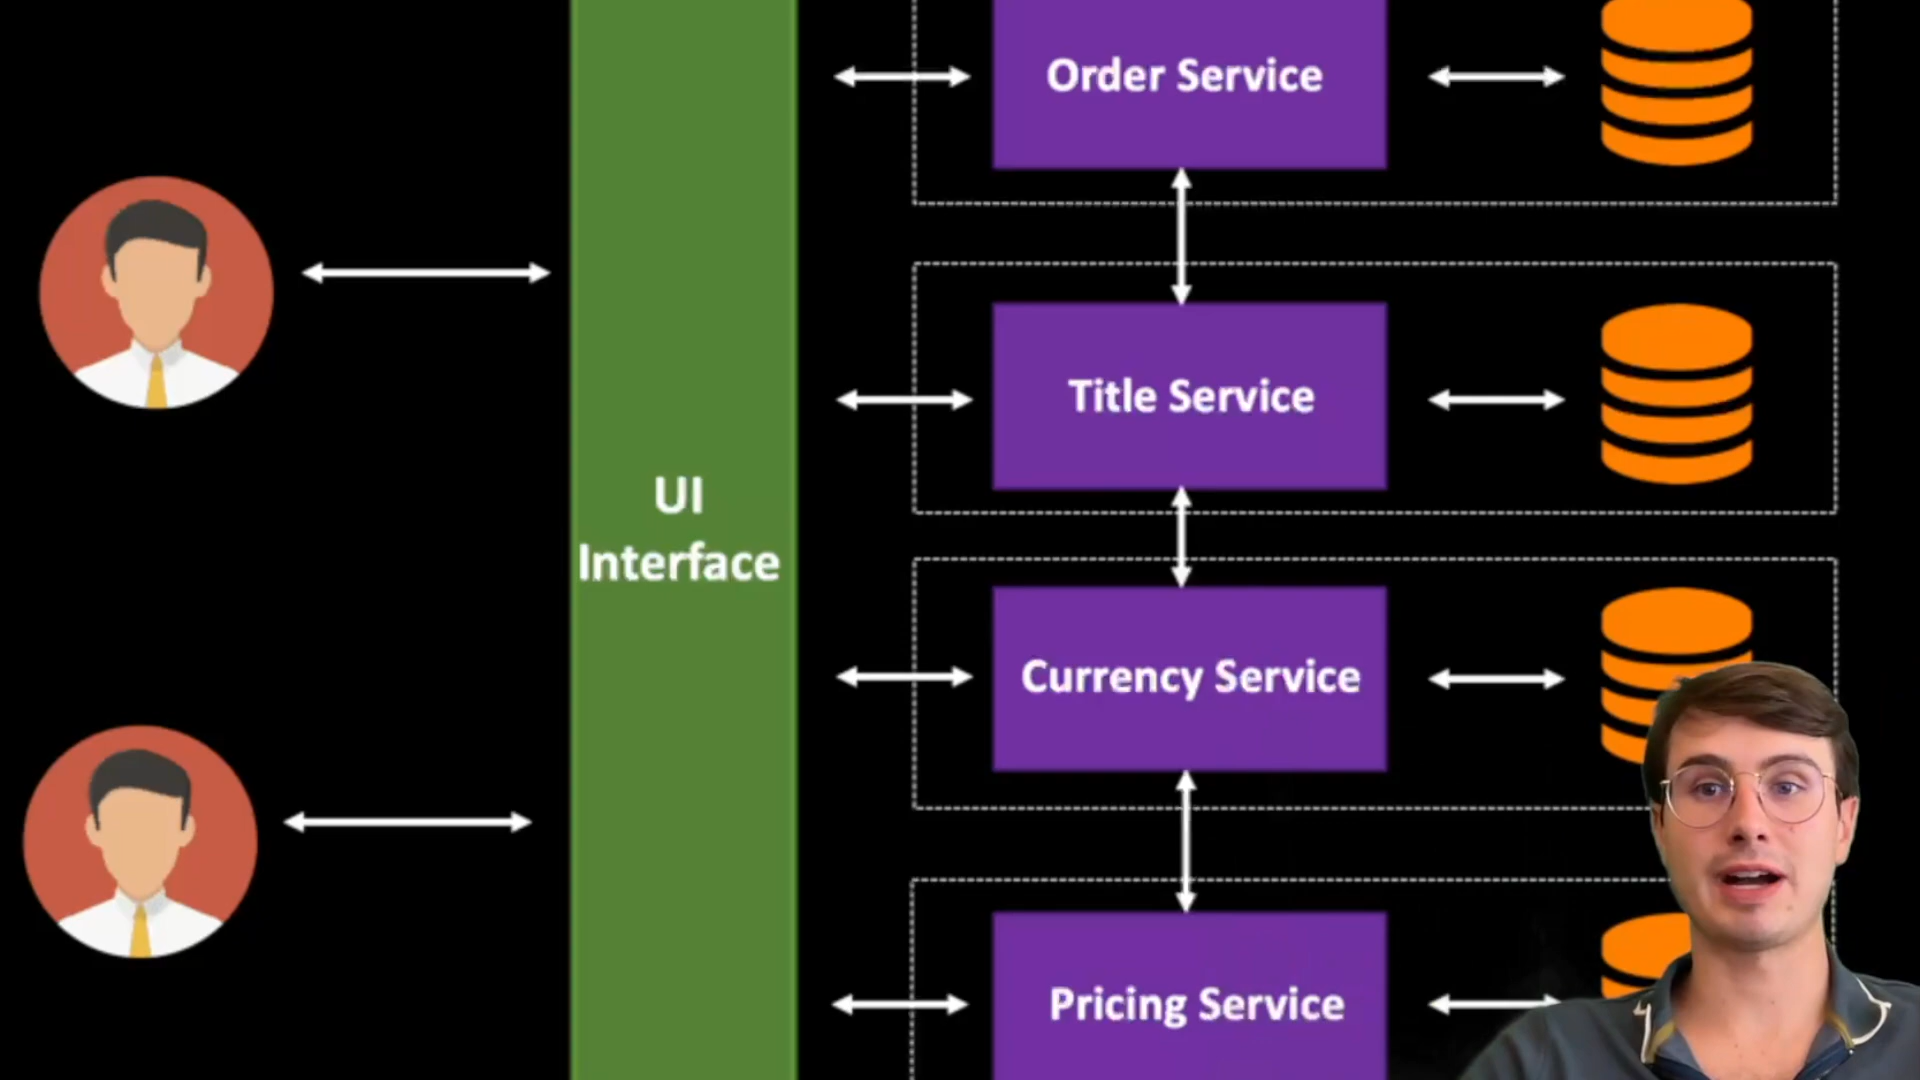 Order Service
Title Service
UI
Interface
Currency Service
Pricing Service